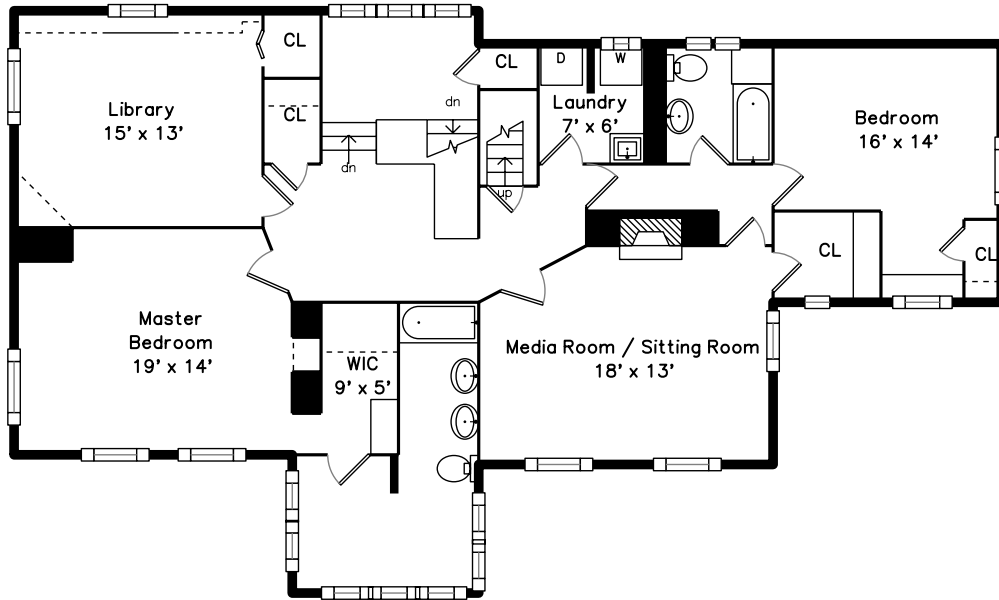 CL
CL
D
W
Library
15' x 13'
dn
Laundry
7' x 6'
CL
Bedroom
16' x 14'
dn
up
CL
CL
Master
Bedroom
19' x 14'
Media Room / Sitting Room
18' x 13'
WIC
9' x 5'